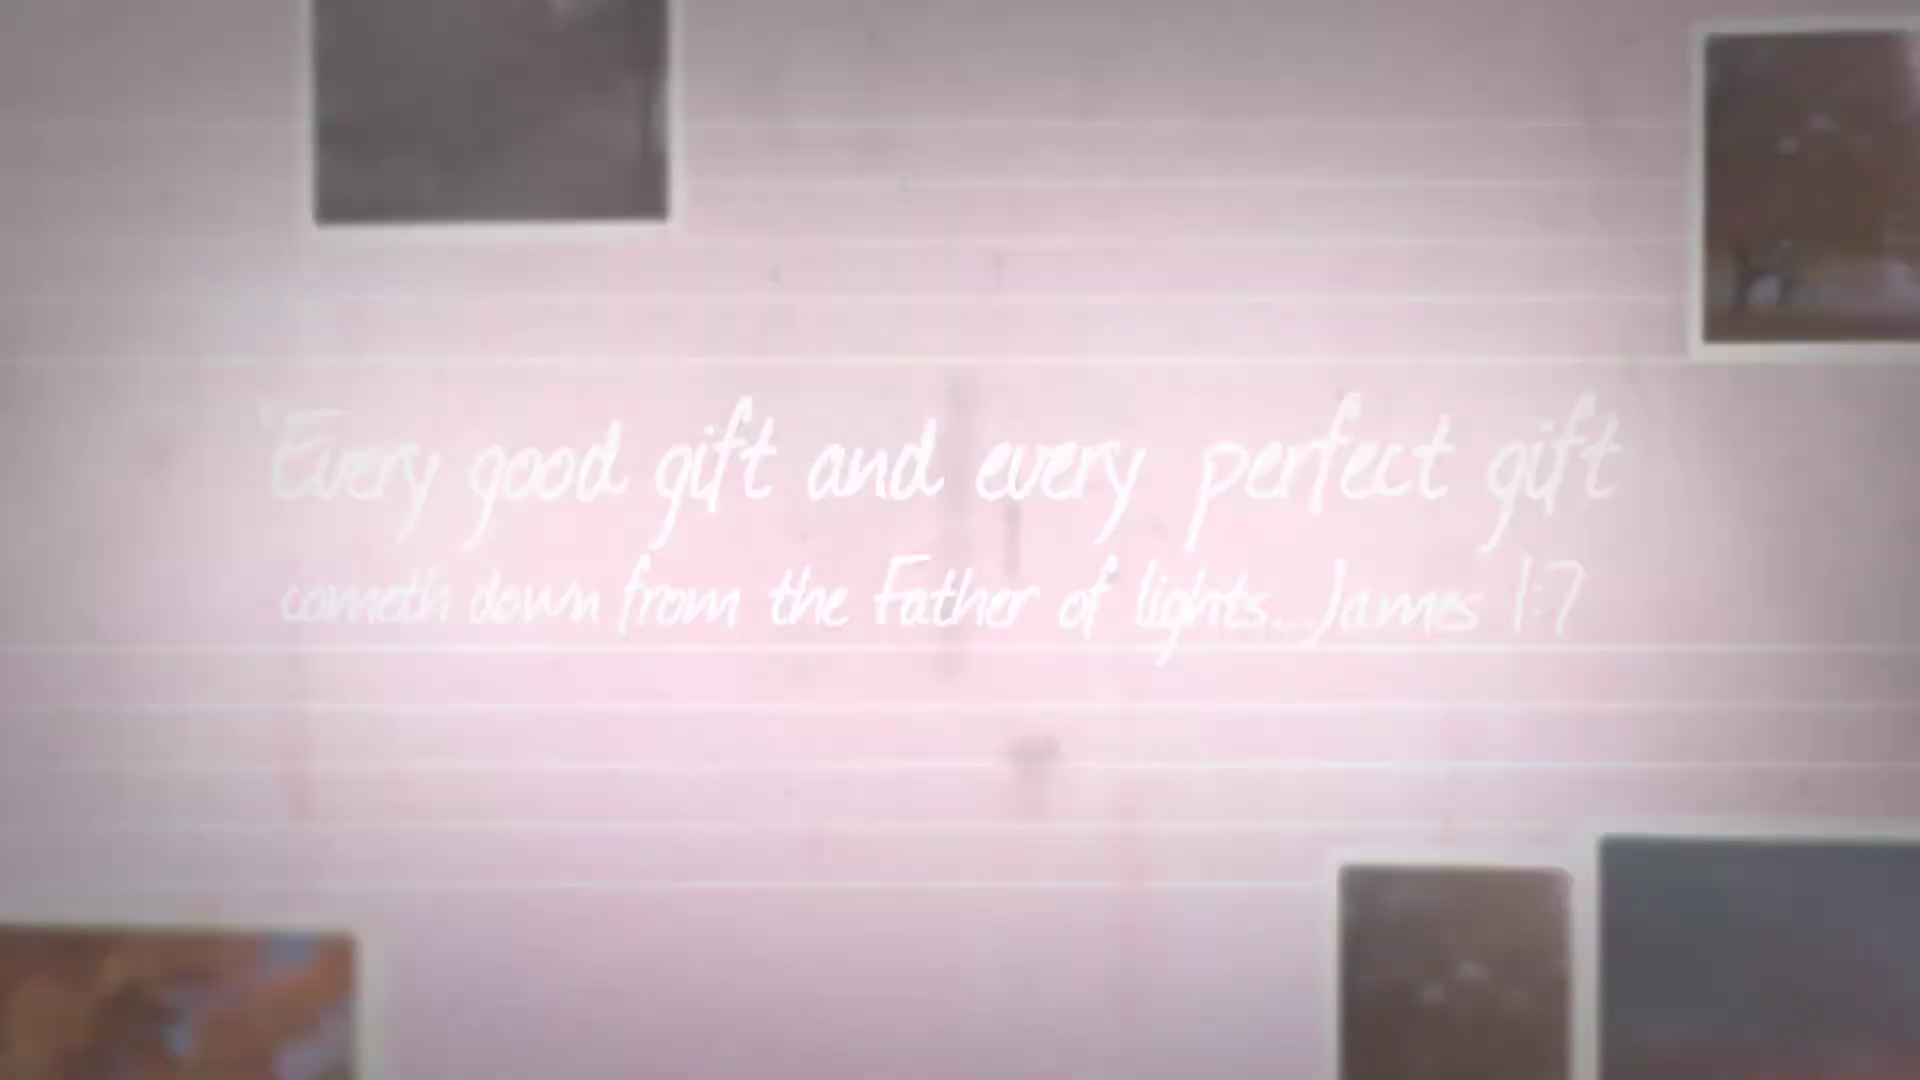 "Every good gift and every perfect gift
cometh down from the Father of lights...James 1:7